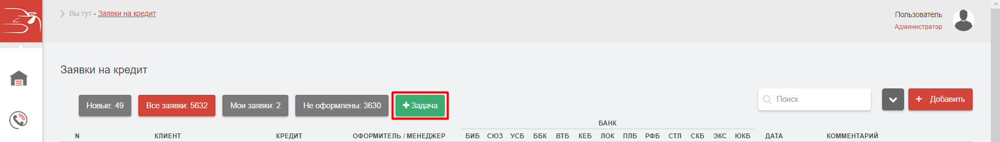 Вы тут - Заявки на кредит
Пользователь
Администратор
Заявки на кредит
Новые: 49 Все заявки: 5632 Мои заявки: 2 Не оформлены: 3630 + Задача Поиск + Добавить
БАНК
N КЛИЕНТ КРЕДИТ ОФОРМИТЕЛЬ / МЕНЕДЖЕР БИБ СЮЗ УСБ ББК ВТБ КЕБ ЛОК ПЛБ РФБ СТЛ СКБ ЭКС ЮКБ ДАТА КОММЕНТАРИЙ